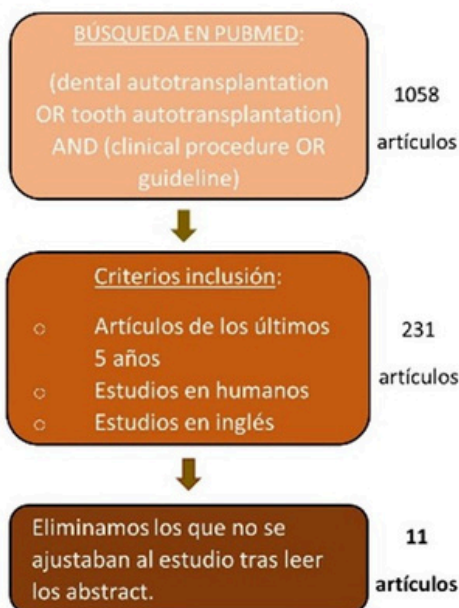 BÚSQUEDA EN PUBMED:
(dental autotransplantation
OR tooth autotransplantation)
AND (clinical procedure OR
guideline)
1058
artículos
Criterios inclusión:
Artículos de los últimos
5 años
Estudios en humanos
Estudios en inglés
231
artículos
Eliminamos los que no se
ajustaban al estudio tras leer
los abstract.
11
artículos